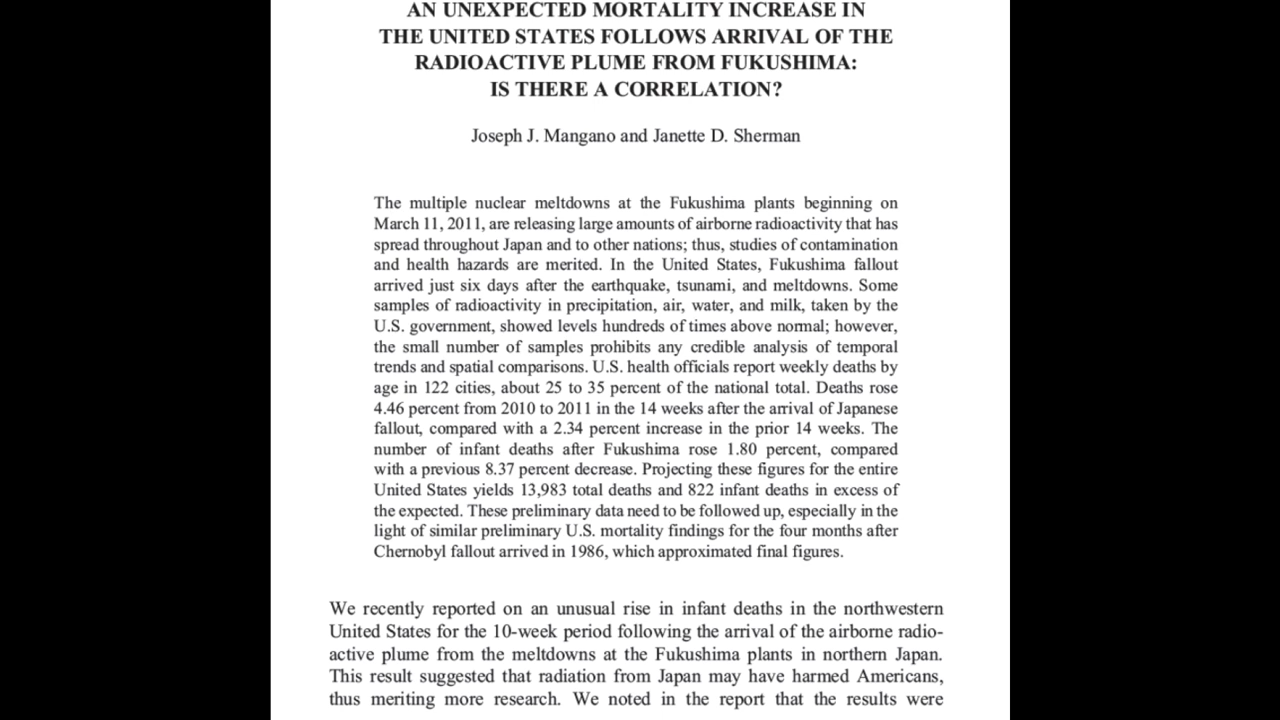 AN UNEXPECTED MORTALITY INCREASE IN
THE UNITED STATES FOLLOWS ARRIVAL OF THE
RADIOACTIVE PLUME FROM FUKUSHIMA:
IS THERE A CORRELATION?
Joseph J. Mangano and Janette D. Sherman
The multiple nuclear meltdowns at the Fukushima plants beginning on
March 11, 2011, are releasing large amounts of airborne radioactivity that has
spread throughout Japan and to other nations; thus, studies of contamination
and health hazards are merited. In the United States, Fukushima fallout
arrived just six days after the earthquake, tsunami, and meltdowns. Some
samples of radioactivity in precipitation, air, water, and milk, taken by the
U.S. government, showed levels hundreds of times above normal; however,
the small number of samples prohibits any credible analysis of temporal
trends and spatial comparisons. U.S. health officials report weekly deaths by
age in 122 cities, about 25 to 35 percent of the national total. Deaths rose
4.46 percent from 2010 to 2011 in the 14 weeks after the arrival of Japanese
fallout, compared with a 2.34 percent increase in the prior 14 weeks. The
number of infant deaths after Fukushima rose 1.80 percent, compared
with a previous 8.37 percent decrease. Projecting these figures for the entire
United States yields 13,983 total deaths and 822 infant deaths in excess of
the expected. These preliminary data need to be followed up, especially in the
light of similar preliminary U.S. mortality findings for the four months after
Chernobyl fallout arrived in 1986, which approximated final figures.
We recently reported on an unusual rise in infant deaths in the northwestern
United States for the 10-week period following the arrival of the airborne radio-
active plume from the meltdowns at the Fukushima plants in northern Japan.
This result suggested that radiation from Japan may have harmed Americans,
thus meriting more research. We noted in the report that the results were